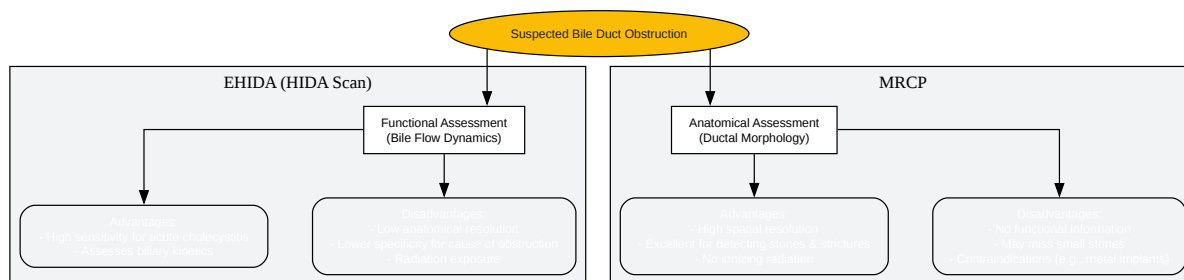 Suspected Bile Duct Obstruction
EHIDA (HIDA Scan)
Functional Assessment
(Bile Flow Dynamics)
Advantages:
- High sensitivity for acute cholecystitis
- Assesses biliary kinetics
Disadvantages:
- Low anatomical resolution
- Lower specificity for cause of obstruction
- Radiation exposure
MRCP
Anatomical Assessment
(Ductal Morphology)
Advantages:
- High spatial resolution
- Excellent for detecting stones & strictures
- No ionizing radiation
Disadvantages:
- No functional information
- May miss small stones
- Contraindications (e.g., metal implants)